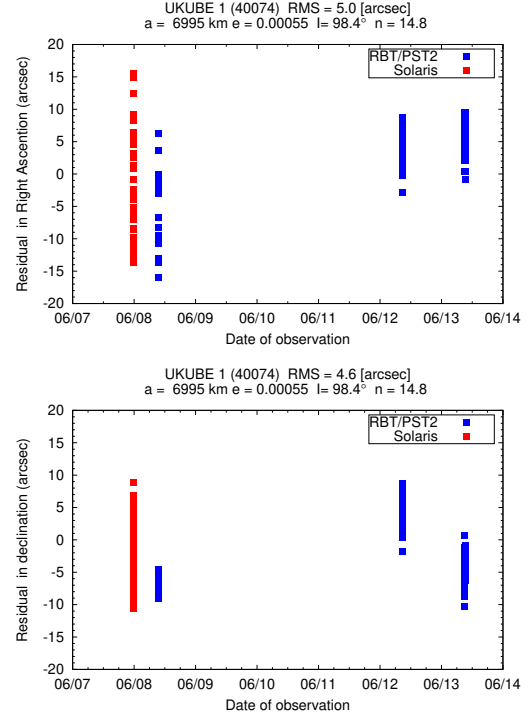 UKUBE 1 (40074) RMS = 5.0 [arcsec]
a =  6995 km e = 0.00055  I= 98.4°  n = 14.8
Residual  in Right Ascention (arcsec)
20
15
10
5
0
-5
-10
-15
-20
RBT/PST2
Solaris
06/07 06/08 06/09 06/10 06/11 06/12 06/13 06/14
Date of observation
UKUBE 1 (40074) RMS = 4.6 [arcsec]
a =  6995 km e = 0.00055  I= 98.4°  n = 14.8
Residual  in declination (arcsec)
20
15
10
5
0
-5
-10
-15
-20
RBT/PST2
Solaris
06/07 06/08 06/09 06/10 06/11 06/12 06/13 06/14
Date of observation